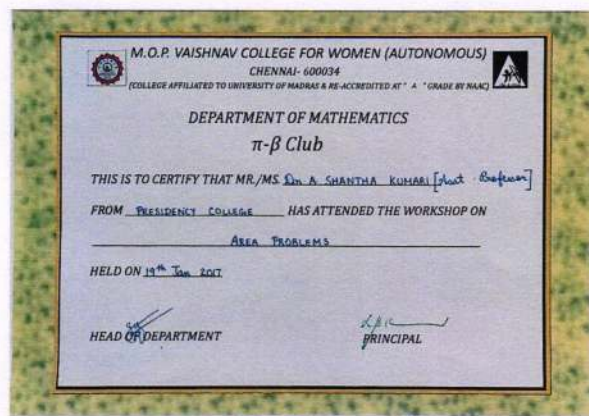 M.O.P. VAISHNAV COLLEGE FOR WOMEN (AUTONOMOUS)
CHENNAI- 600034
(COLLEGE AFFILIATED TO UNIVERSITY OF MADRAS & RE-ACCREDITED AT " A " GRADE BY NAAC)
DEPARTMENT OF MATHEMATICS
π-β Club
THIS IS TO CERTIFY THAT MR./MS. Dr. A SHANTHA KUMARI [Asst. Professor]
FROM PRESIDENCY COLLEGE HAS ATTENDED THE WORKSHOP ON
AREA PROBLEMS
HELD ON 19th Jan 2017
HEAD OF DEPARTMENT PRINCIPAL